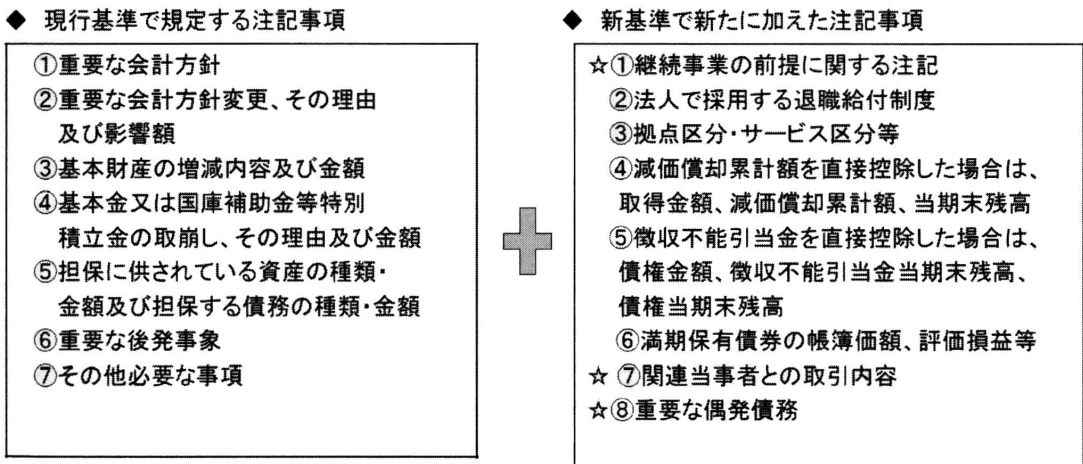 ◆ 現行基準で規定する注記事項
①重要な会計方針
②重要な会計方針変更、その理由
及び影響額
③基本財産の増減内容及び金額
④基本金又は国庫補助金等特別
積立金の取崩し、その理由及び金額
⑤担保に供されている資産の種類・
金額及び担保する債務の種類・金額
⑥重要な後発事象
⑦その他必要な事項
◆ 新基準で新たに加えた注記事項
☆①継続事業の前提に関する注記
②法人で採用する退職給付制度
③拠点区分・サービス区分等
④減価償却累計額を直接控除した場合は、
取得金額、減価償却累計額、当期末残高
⑤徴収不能引当金を直接控除した場合は、
債権金額、徴収不能引当金当期末残高、
債権当期末残高
⑥満期保有債券の帳簿価額、評価損益等
☆ ⑦関連当事者との取引内容
☆⑧重要な偶発債務